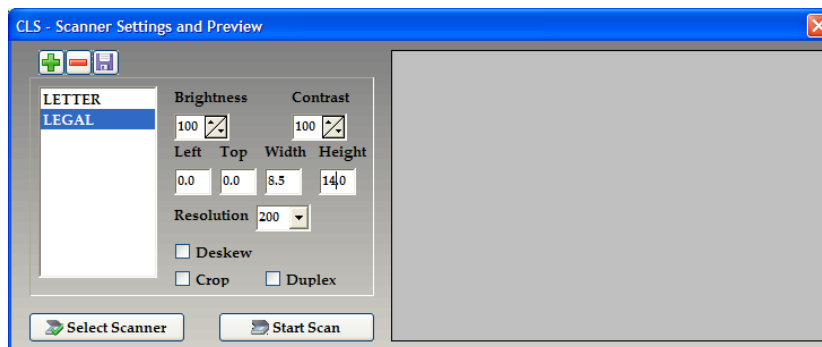 CLS - Scanner Settings and Preview
LETTER
LEGAL
Brightness Contrast
100 100
Left Top Width Height
0.0 0.0 8.5 14.0
Resolution 200
Deskew
Crop Duplex
Select Scanner Start Scan